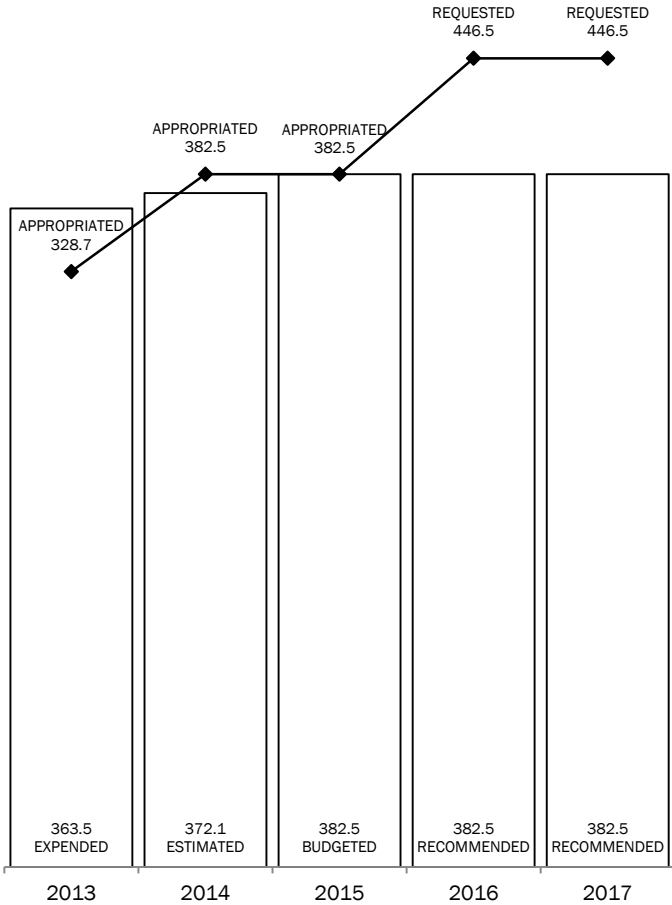 REQUESTED
446.5
REQUESTED
446.5
APPROPRIATED
382.5
APPROPRIATED
382.5
APPROPRIATED
328.7
363.5
EXPENDED
372.1
ESTIMATED
382.5
BUDGETED
382.5
RECOMMENDED
382.5
RECOMMENDED
2013
2014
2015
2016
2017